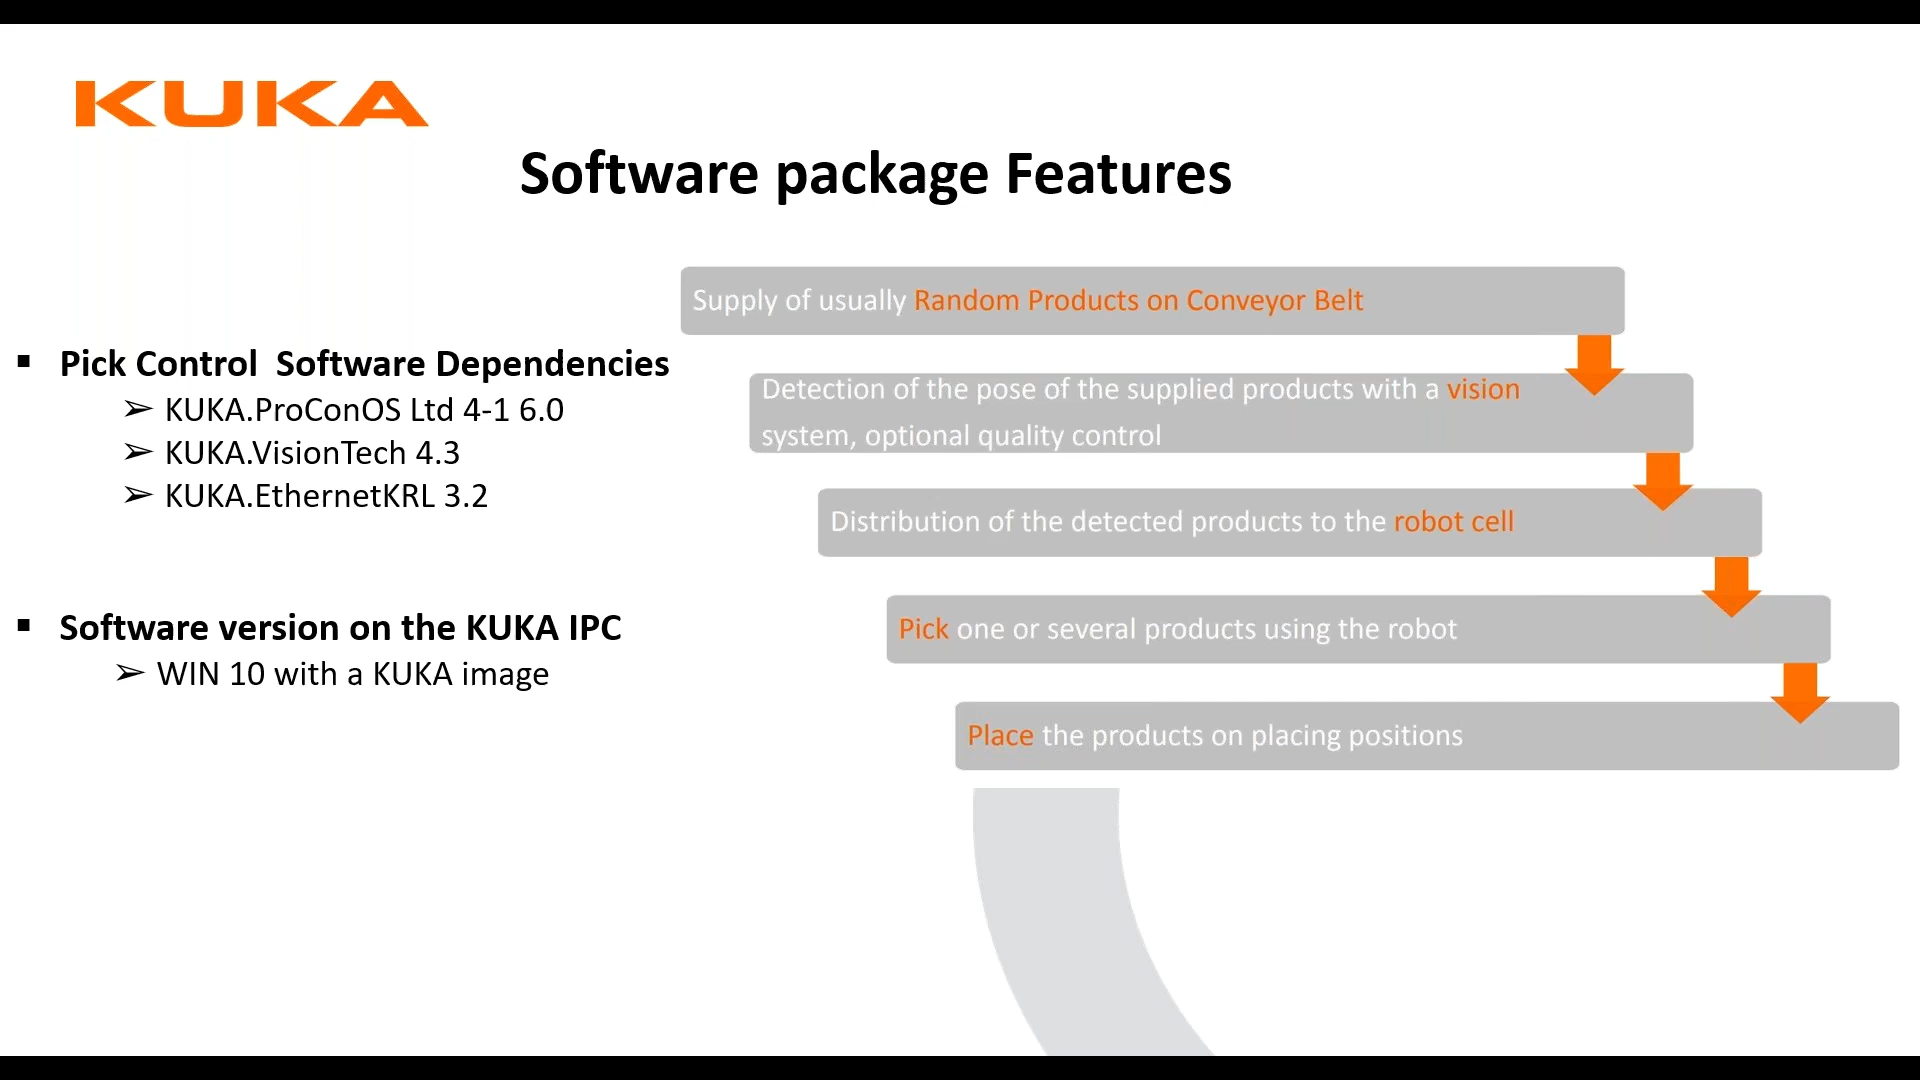 KUKA
Software package Features
▪ Pick Control  Software Dependencies
➢ KUKA.ProConOS Ltd 4-1 6.0
➢ KUKA.VisionTech 4.3
➢ KUKA.EthernetKRL 3.2
▪ Software version on the KUKA IPC
➢ WIN 10 with a KUKA image
Supply of usually Random Products on Conveyor Belt
Detection of the pose of the supplied products with a vision
system, optional quality control
Distribution of the detected products to the robot cell
Pick one or several products using the robot
Place the products on placing positions